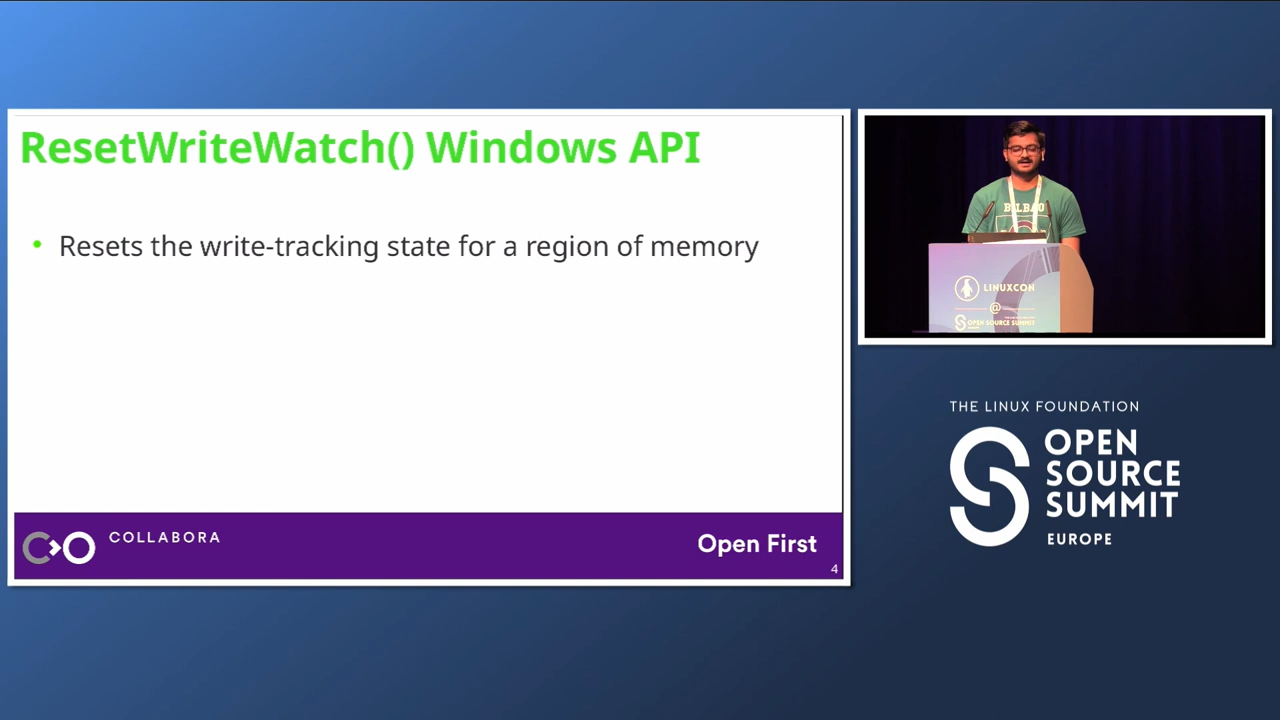 ResetWriteWatch() Windows API
• Resets the write-tracking state for a region of memory
COLLABORA
Open First
4
BILBAO
LINUXCON
@
OPEN SOURCE SUMMIT
THE LINUX FOUNDATION
OPEN
SOURCE
SUMMIT
EUROPE